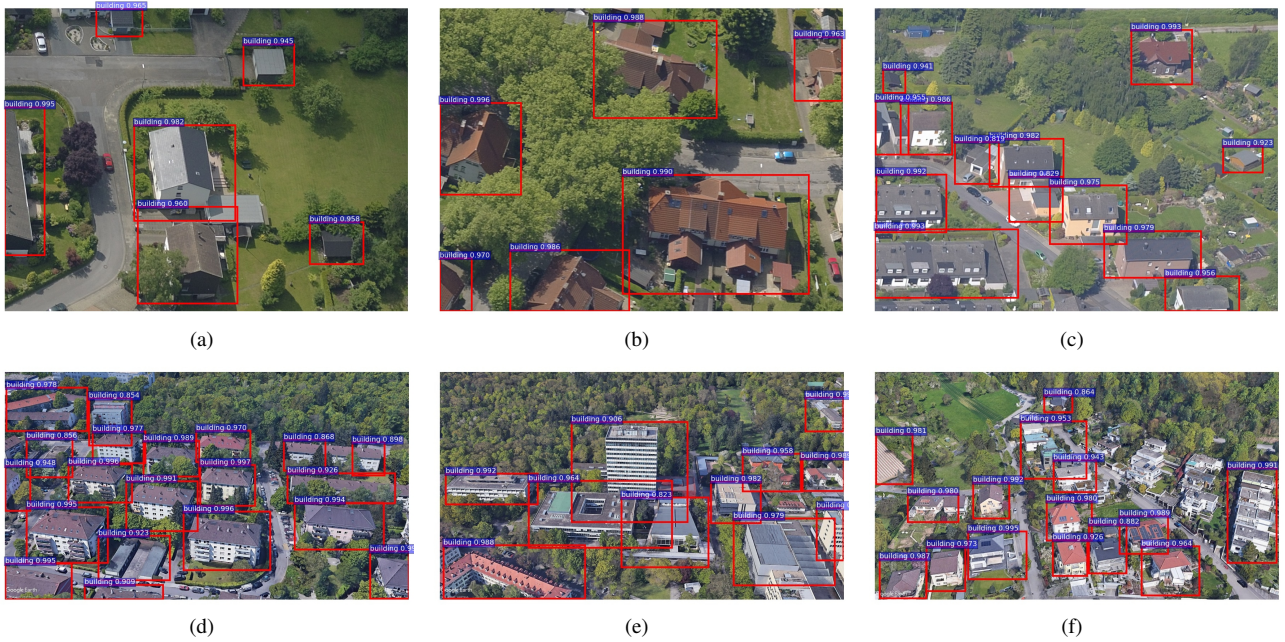 building 0.965
building 0.945
building 0.995
building 0.982
building 0.960
building 0.958
(a)
building 0.988
building 0.963
building 0.996
building 0.990
building 0.986
building 0.970
(b)
building 0.993
building 0.941
building 0.986
building 0.982
building 0.923
building 0.829
building 0.992
building 0.975
building 0.993
building 0.979
building 0.956
(c)
building 0.978
building 0.854
building 0.977
building 0.970
building 0.856
building 0.989
building 0.868
building 0.898
building 0.948
building 0.996
building 0.997
building 0.926
building 0.991
building 0.995
building 0.994
building 0.996
building 0.923
building 0.995
building 0.909
Google Earth
(d)
building 0.906
building 0.992
building 0.964
building 0.958
building 0.982
building 0.823
building 0.979
building 0.988
Google Earth
(e)
building 0.864
building 0.953
building 0.981
building 0.943
building 0.991
building 0.992
building 0.980
building 0.980
building 0.989
building 0.882
building 0.995
building 0.926
building 0.973
building 0.964
building 0.987
(f)